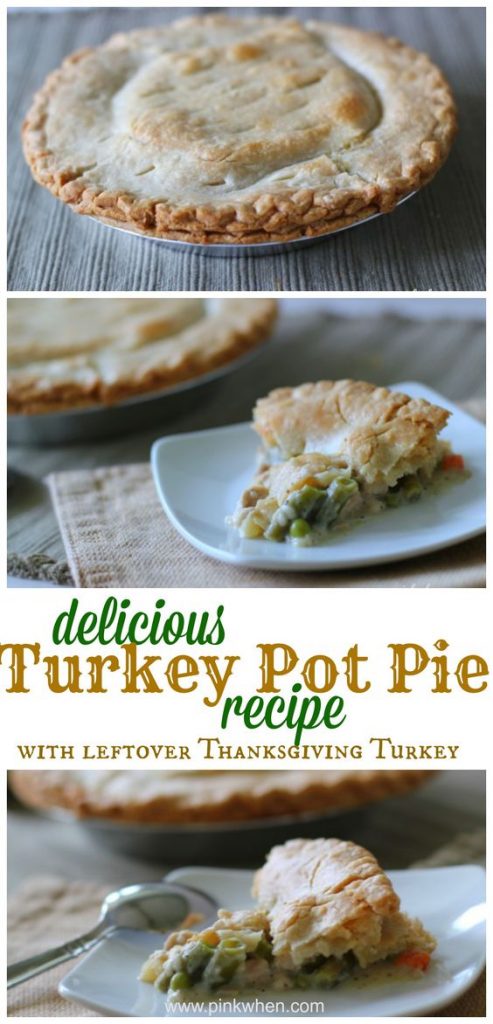 delicious
Turkey Pot Pie
recipe
with leftover Thanksgiving Turkey
www.pinkwhen.com